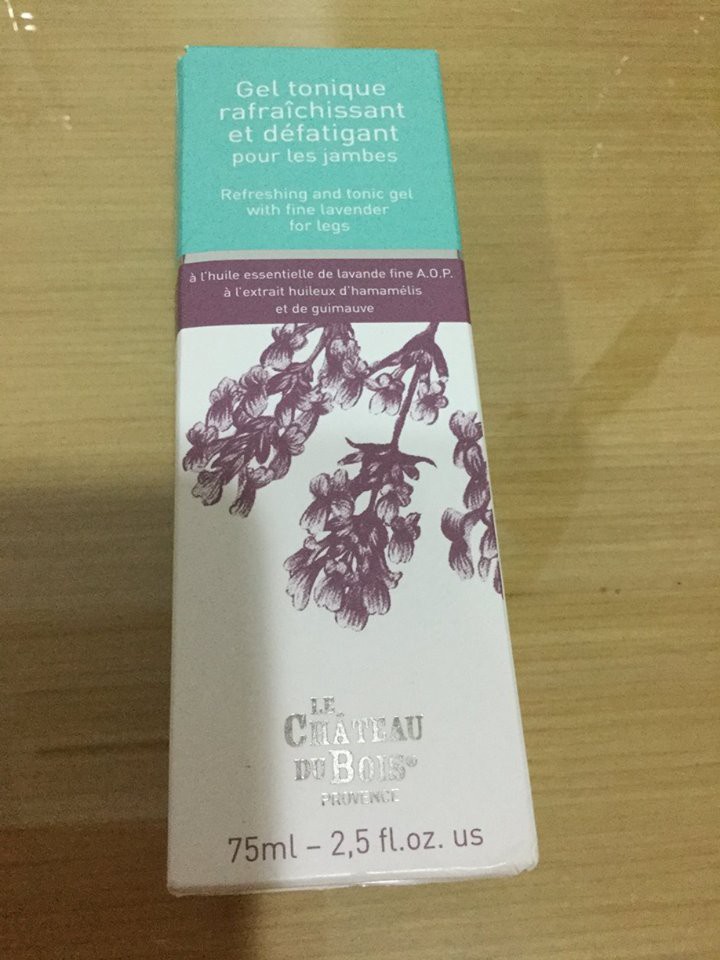 Gel tonique
rafraîchissant
et défatigant
pour les jambes
Refreshing and tonic gel
with fine lavender
for legs
à l'huile essentielle de lavande fine A.O.P.
à l'extrait huileux d'hamamélis
et de guimauve
LE
CHÂTEAU
DU BOIS®
PROVENCE
75ml – 2,5 fl.oz. us